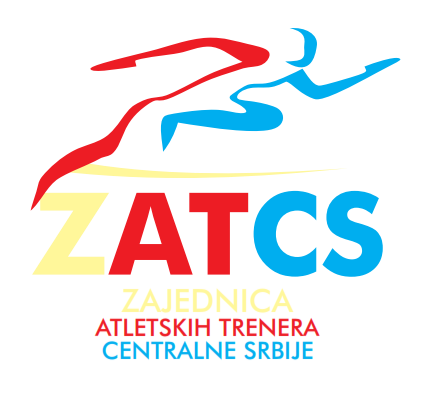 ZATCS
ZAJEDNICA
ATLETSKIH TRENERA
CENTRALNE SRBIJE